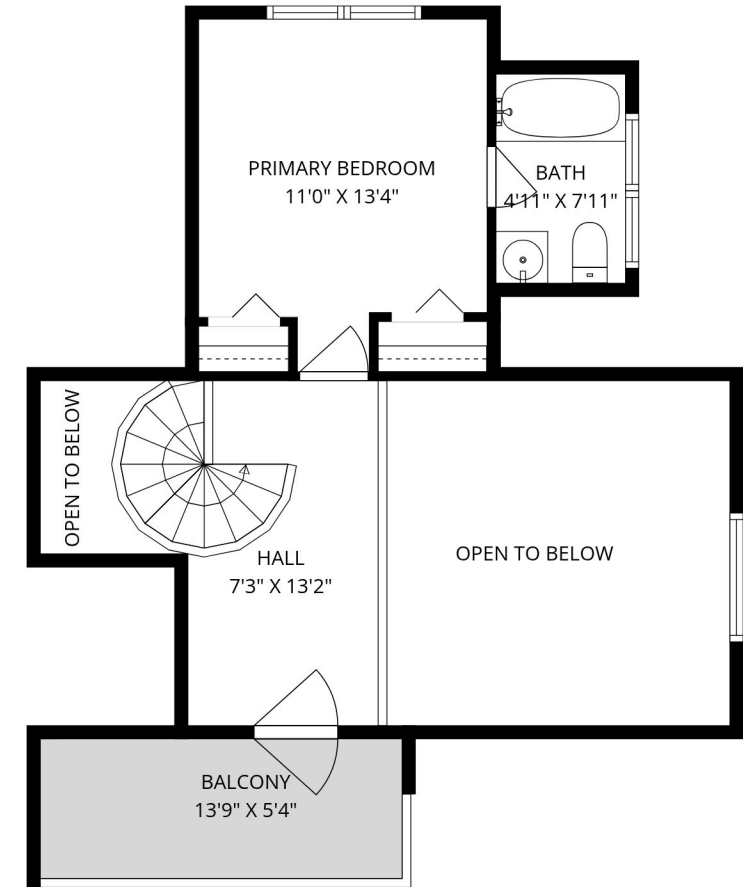 PRIMARY BEDROOM
11'0" X 13'4"
BATH
4'11" X 7'11"
OPEN TO BELOW
HALL
7'3" X 13'2"
OPEN TO BELOW
BALCONY
13'9" X 5'4"